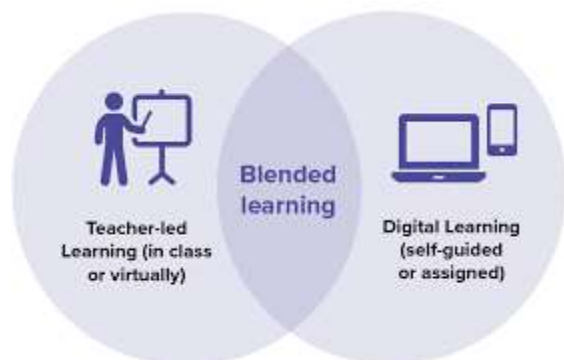 Blended
learning
Teacher-led
Learning (in class
or virtually)
Digital Learning
(self-guided
or assigned)